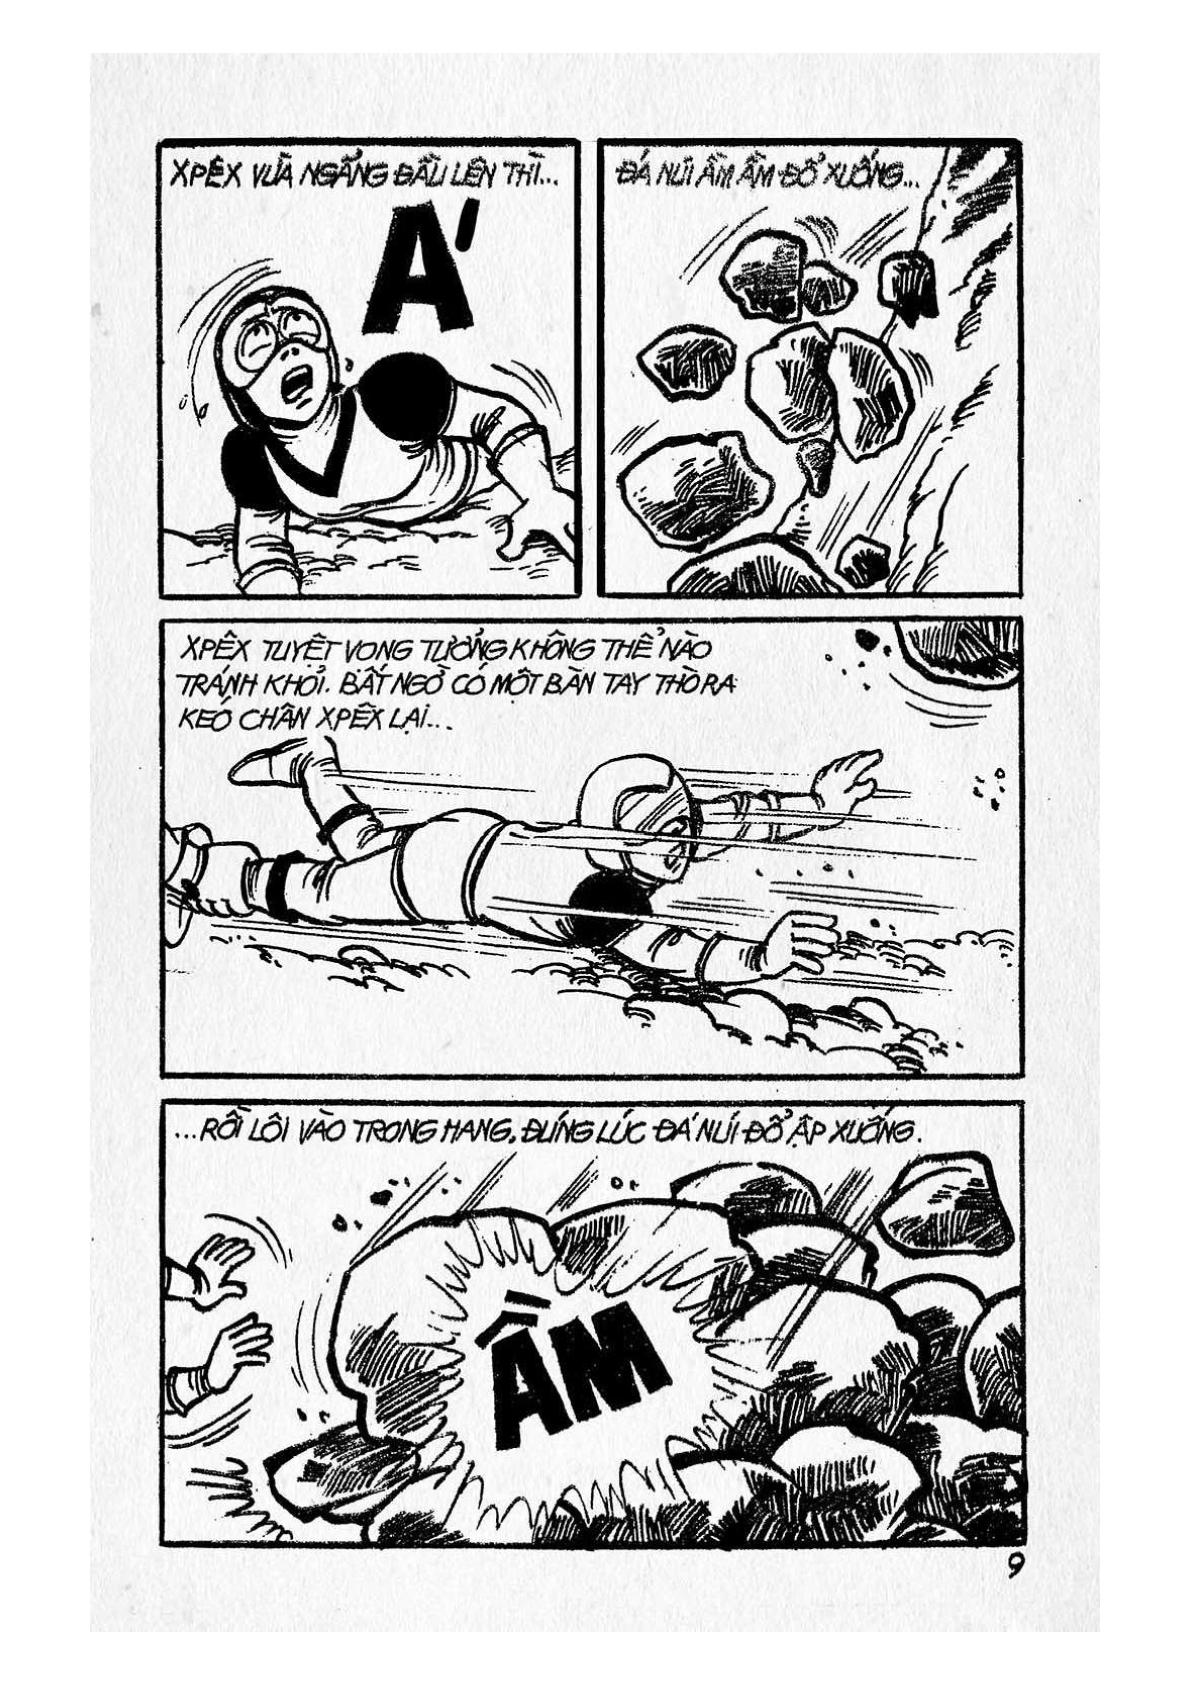 XPÊX VỪA NGẨNG ĐẦU LÊN THÌ...
Á
ĐÁ NÚI ẦM ẦM ĐỔ XUỐNG...
XPÊX TUYỆT VỌNG TƯỞNG KHÔNG THỂ NÀO
TRÁNH KHỎI. BẤT NGỜ CÓ MỘT BÀN TAY THÒ RA
KÉO CHÂN XPÊX LẠI...
...RỒI LÔI VÀO TRONG HANG, ĐÚNG LÚC ĐÁ NÚI ĐỔ ẬP XUỐNG.
ẦM
9